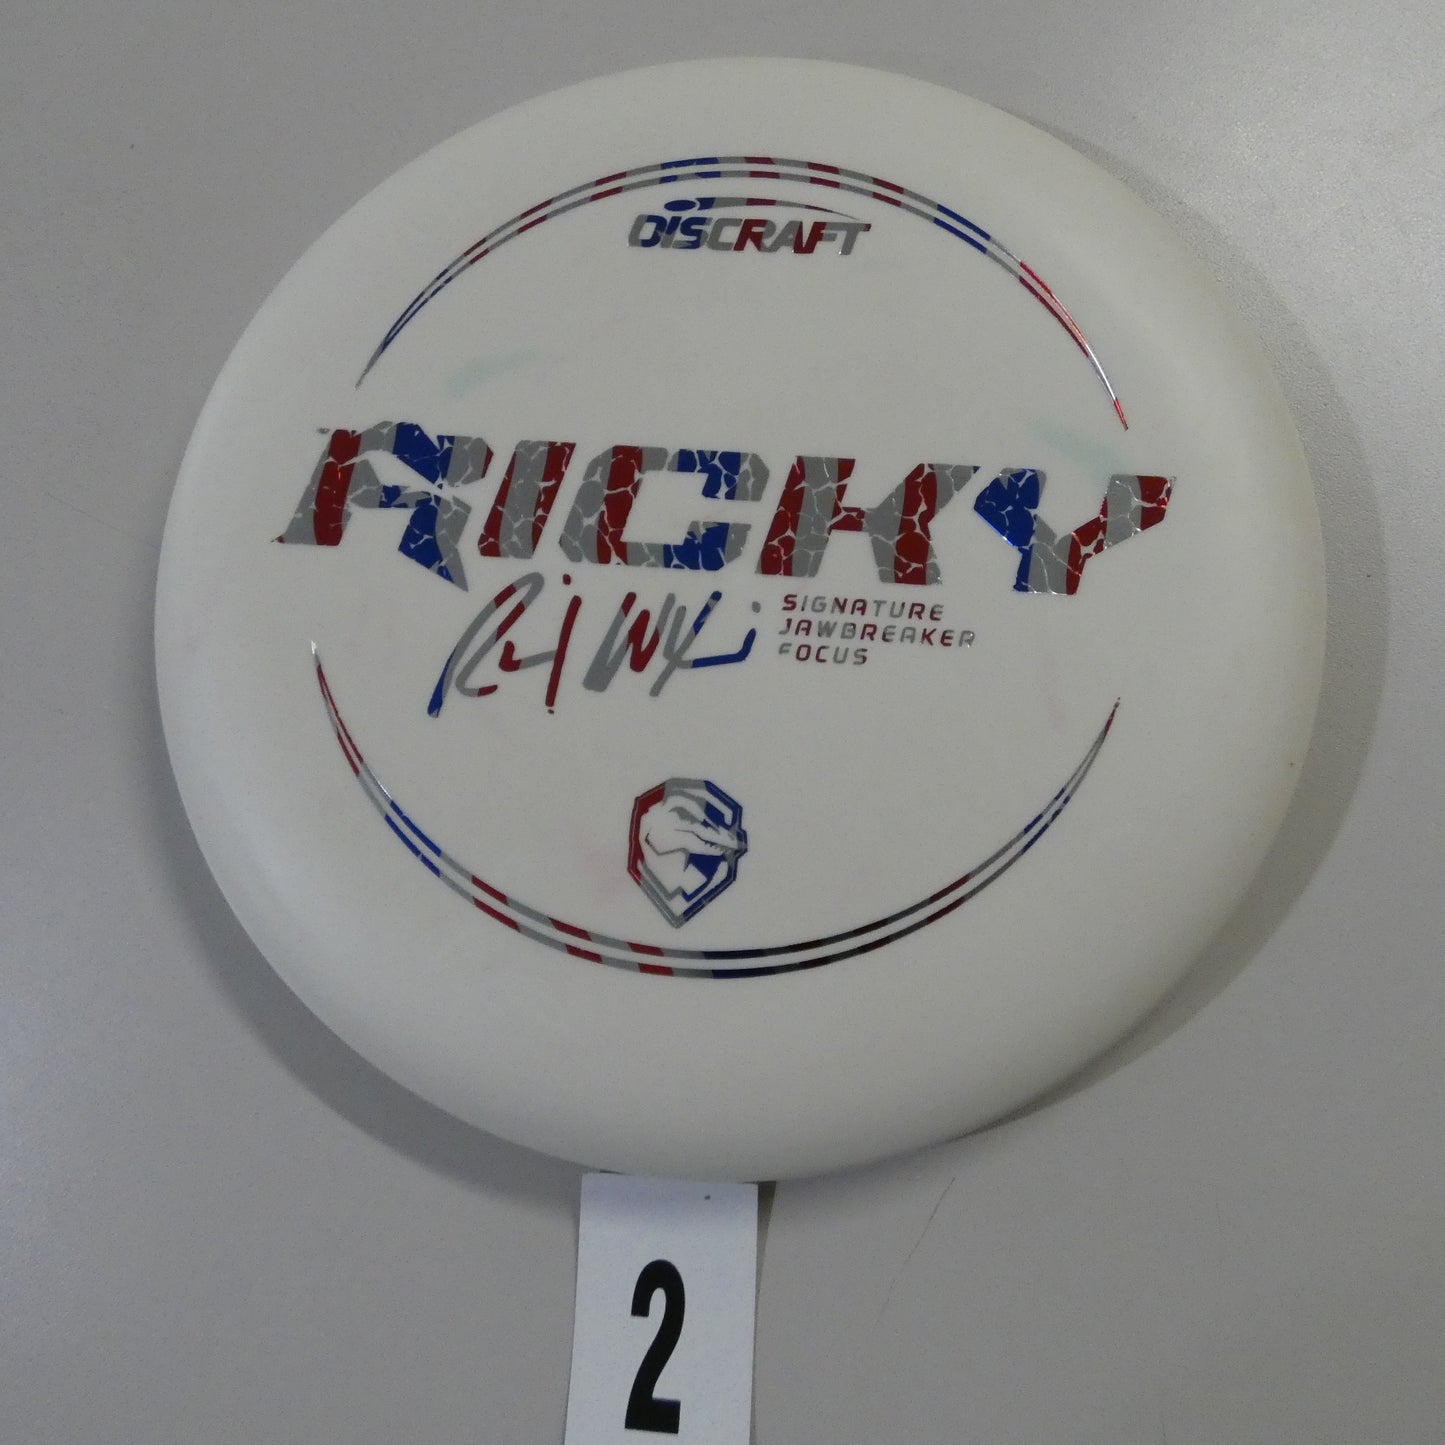 DISCRAFT
RICKY
SIGNATURE
JAWBREAKER
FOCUS
2